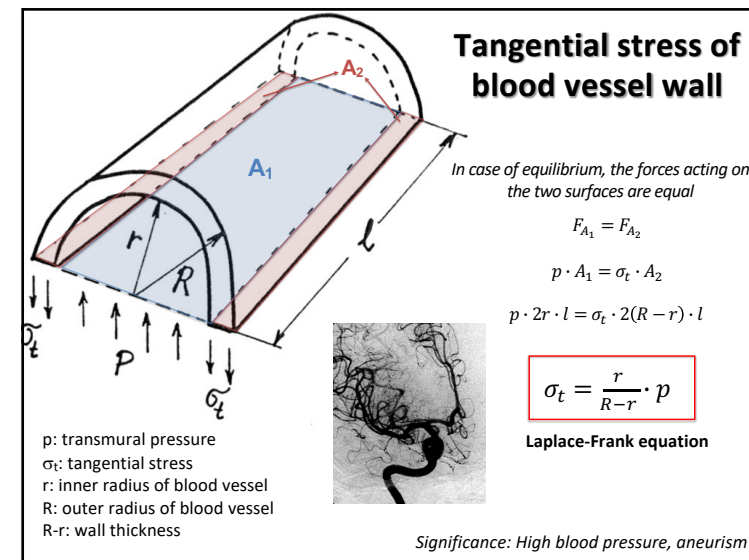 Tangential stress of
blood vessel wall
A₂
A₁
r
R
l
σₜ
P
σₜ
In case of equilibrium, the forces acting on
the two surfaces are equal
F_A₁ = F_A₂
p · A₁ = σₜ · A₂
p · 2r · l = σₜ · 2(R − r) · l
σₜ = r/(R−r) · p
Laplace-Frank equation
p: transmural pressure
σₜ: tangential stress
r: inner radius of blood vessel
R: outer radius of blood vessel
R-r: wall thickness
Significance: High blood pressure, aneurism